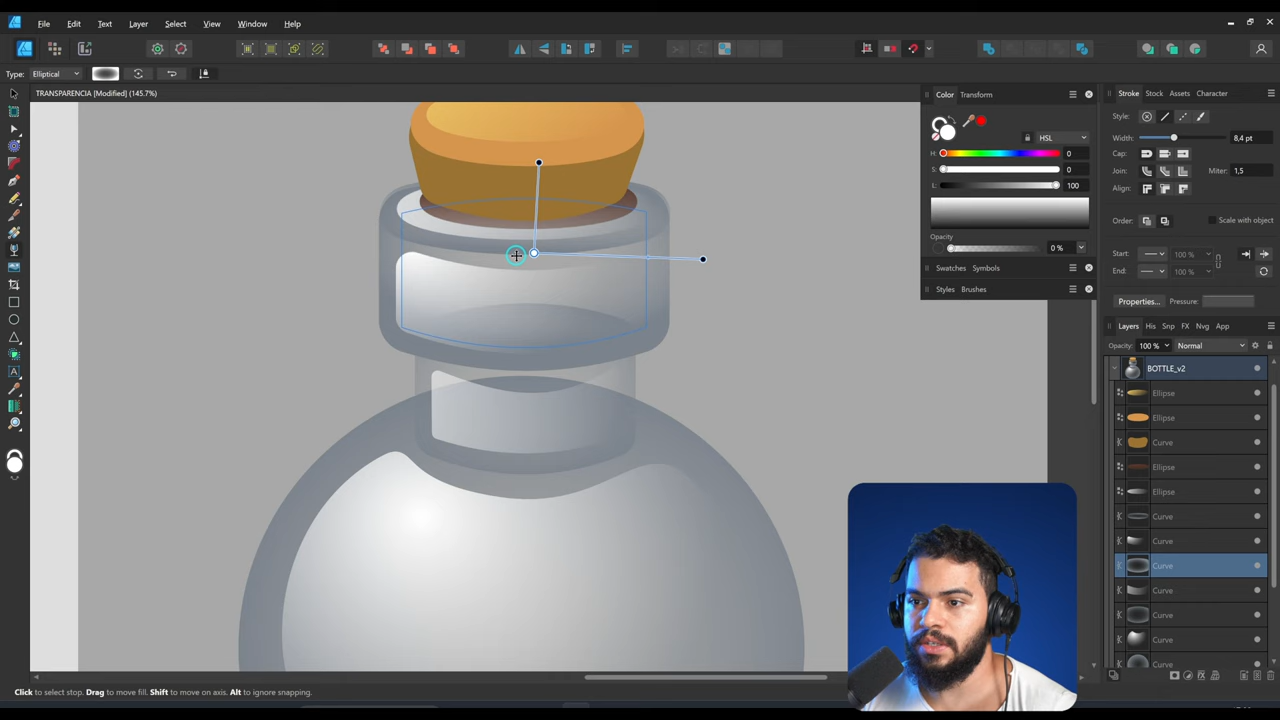 File Edit Text Layer Select View Window Help
Type: Elliptical
TRANSPARENCIA [Modified] (145.7%)
Color Transform
HSL
H: 0
S: 0
L: 100
Opacity
0 %
Swatches Symbols
Styles Brushes
Stroke Stock Assets Character
Style:
Width: 8,4 pt
Cap:
Join: Miter: 1,5
Align:
Order: Scale with object
Start: 100 %
End: 100 %
Properties... Pressure:
Layers His Snp FX Nvg App
Opacity: 100 % Normal
BOTTLE_v2
Ellipse
Ellipse
Curve
Ellipse
Ellipse
Curve
Curve
Curve
Curve
Curve
Curve
Curve
Click to select stop. Drag to move fill. Shift to move on axis. Alt to ignore snapping.